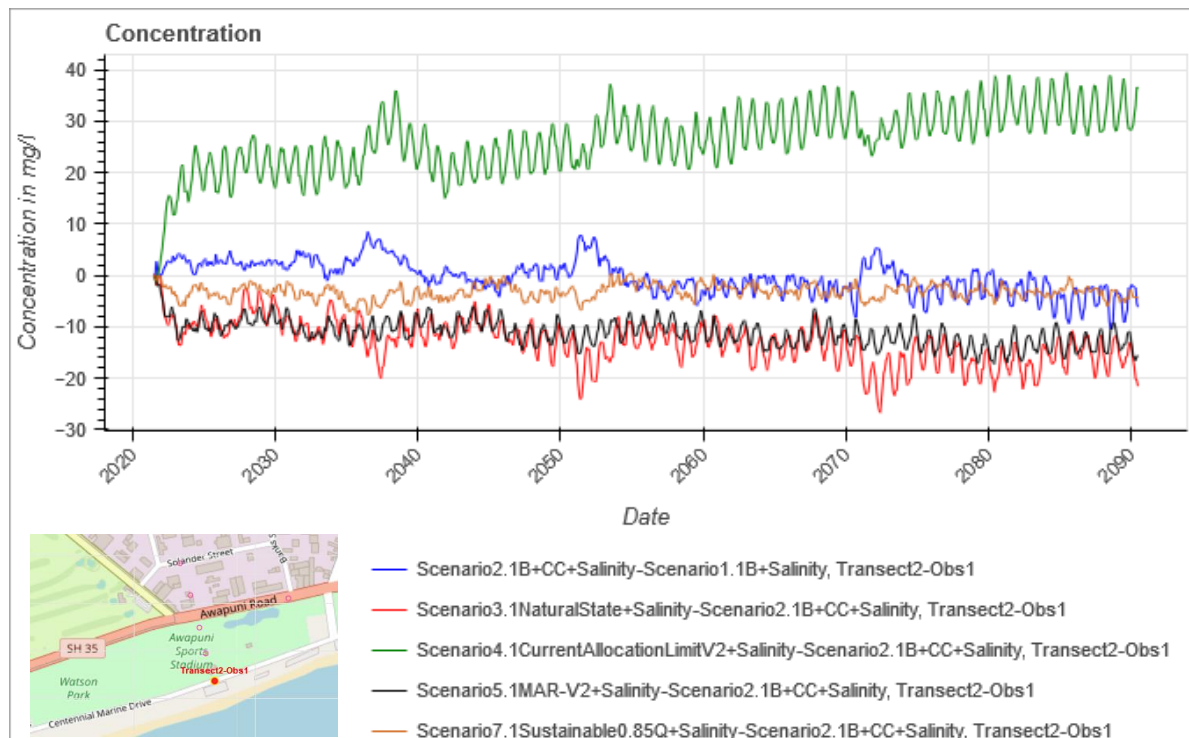 Concentration
Concentration in mg/l
40
30
20
10
0
−10
−20
−30
2020
2030
2040
2050
2060
2070
2080
2090
Date
Solander Street
Banks S
Awapuni Road
SH 35
Awapuni
Sports
Stadium
Transect2-Obs1
Watson
Park
Centennial Marine Drive
Scenario2.1B+CC+Salinity-Scenario1.1B+Salinity, Transect2-Obs1
Scenario3.1NaturalState+Salinity-Scenario2.1B+CC+Salinity, Transect2-Obs1
Scenario4.1CurrentAllocationLimitV2+Salinity-Scenario2.1B+CC+Salinity, Transect2-Obs1
Scenario5.1MAR-V2+Salinity-Scenario2.1B+CC+Salinity, Transect2-Obs1
Scenario7.1Sustainable0.85Q+Salinity-Scenario2.1B+CC+Salinity, Transect2-Obs1